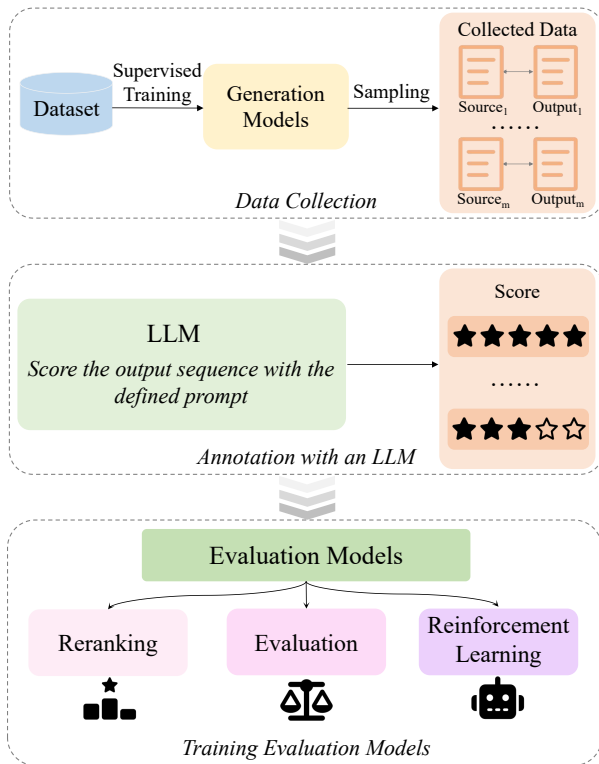 Collected Data
Supervised
Training
Dataset
Generation
Models
Sampling
Source1
Output1
......
Sourcem
Outputm
Data Collection
LLM
Score the output sequence with the
defined prompt
Score
......
Annotation with an LLM
Evaluation Models
Reranking
Evaluation
Reinforcement
Learning
Training Evaluation Models